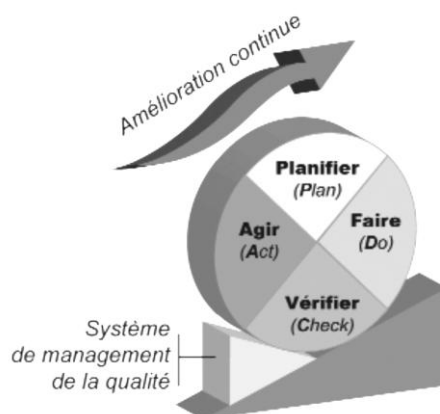 Amélioration continue
Planifier
(Plan)
Agir
(Act)
Faire
(Do)
Vérifier
(Check)
Système
de management
de la qualité